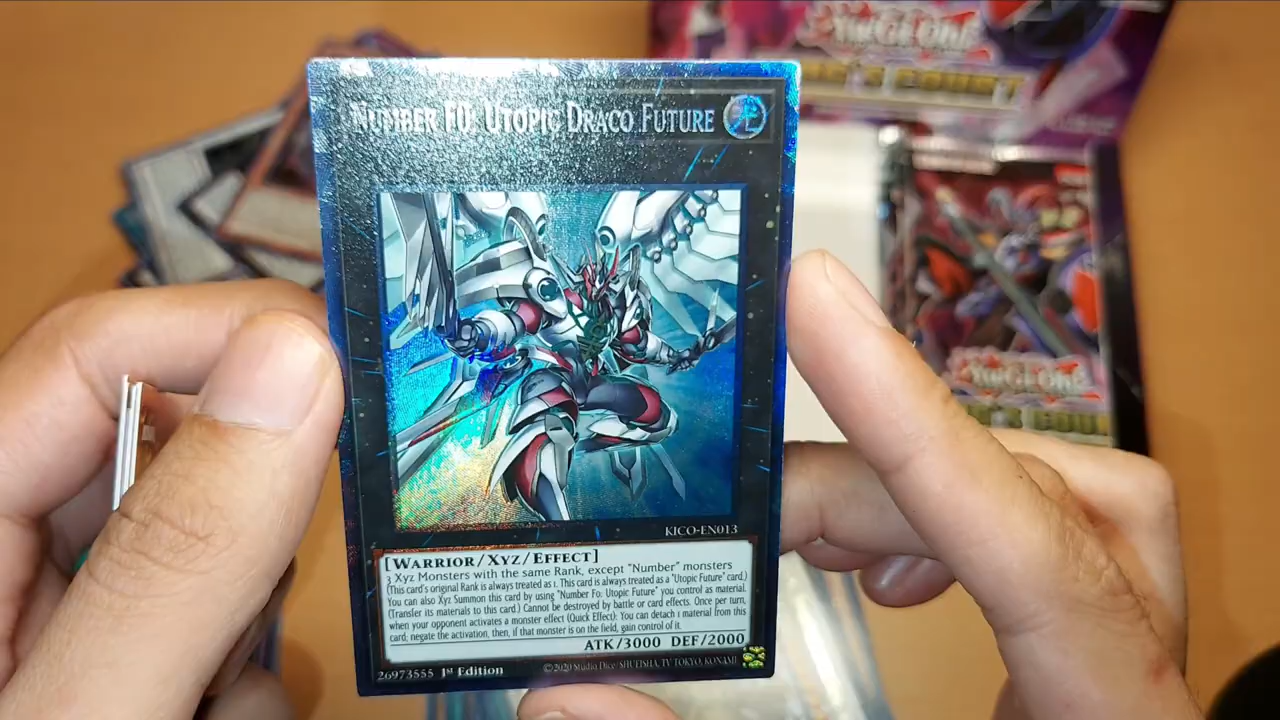 YU-GI-OH!
KING'S COURT
NUMBER F0: UTOPIC DRACO FUTURE
KICO-EN013
[WARRIOR/XYZ/EFFECT]
3 Xyz Monsters with the same Rank, except "Number" monsters
(This card's original Rank is always treated as 1. This card is always treated as a "Utopic Future" card.)
You can also Xyz Summon this card by using "Number F0: Utopic Future" you control as material.
(Transfer its materials to this card.) Cannot be destroyed by battle or card effects. Once per turn,
when your opponent activates a monster effect (Quick Effect): You can detach 1 material from this
card; negate the activation, then, if that monster is on the field, gain control of it.
ATK/3000 DEF/2000
26973555 1st Edition
©2020 Studio Dice/SHUEISHA, TV TOKYO, KONAMI
YU-GI-OH!